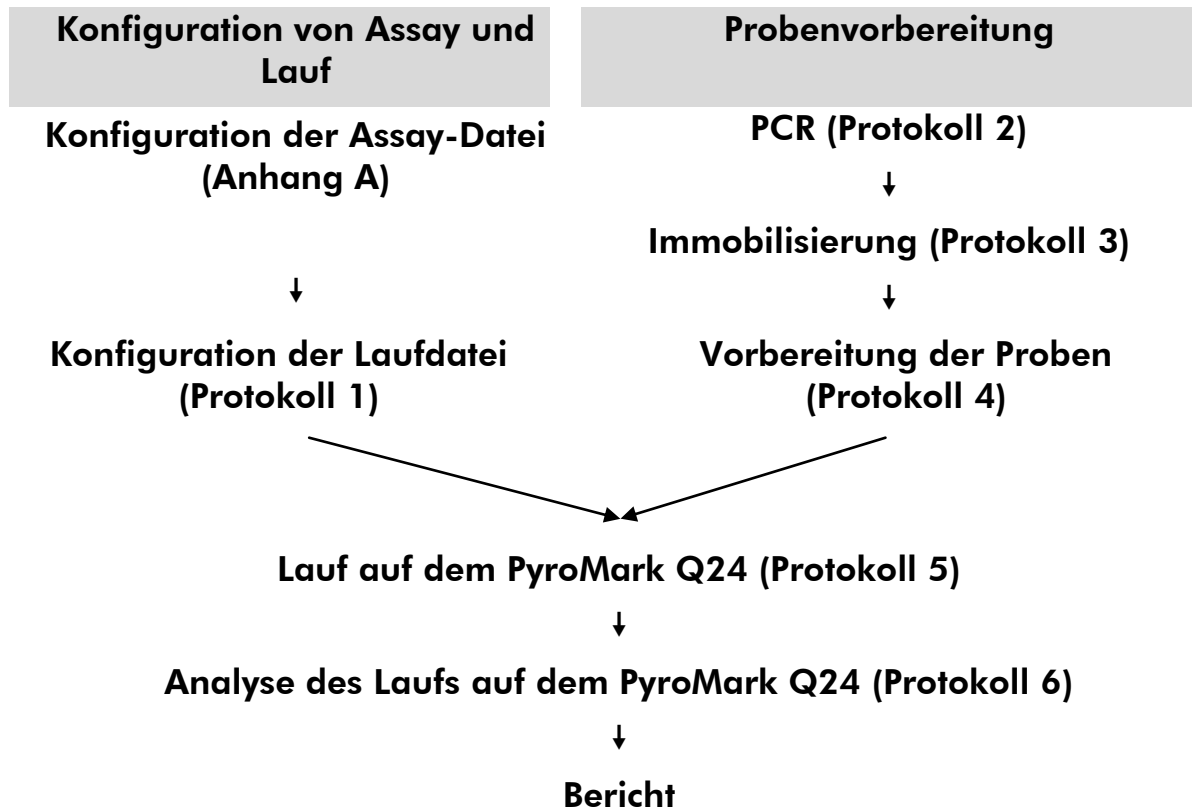 Konfiguration von Assay und
Lauf
Probenvorbereitung
Konfiguration der Assay-Datei
(Anhang A)
Konfiguration der Laufdatei
(Protokoll 1)
PCR (Protokoll 2)
Immobilisierung (Protokoll 3)
Vorbereitung der Proben
(Protokoll 4)
Lauf auf dem PyroMark Q24 (Protokoll 5)
Analyse des Laufs auf dem PyroMark Q24 (Protokoll 6)
Bericht